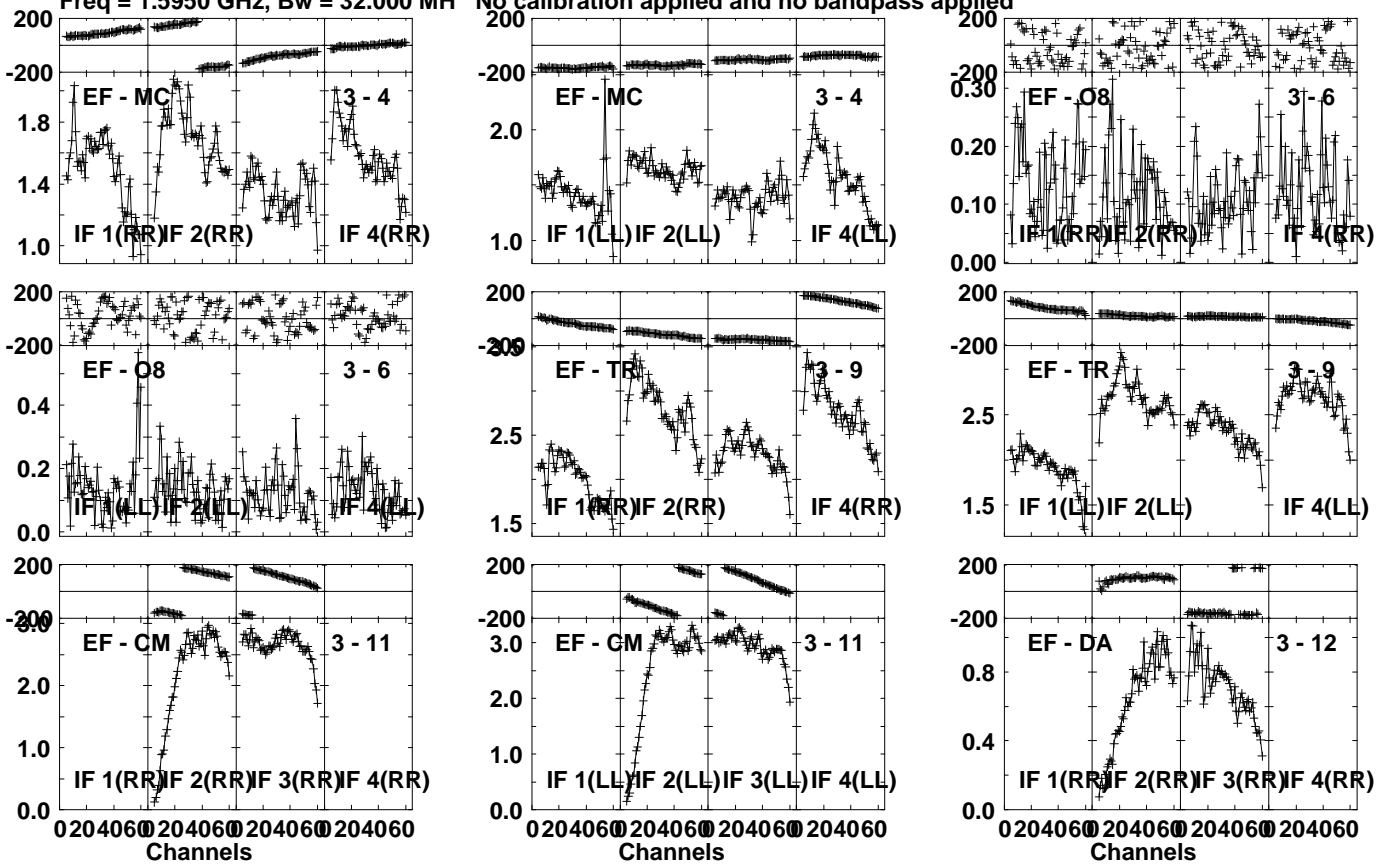 Freq = 1.5950 GHz, Bw = 32.000 MH No calibration applied and no bandpass applied
200
-200
EF - MC 3 - 4
1.8
1.4
1.0
IF 1(RR) IF 2(RR) IF 4(RR)
200
-200
EF - MC 3 - 4
2.0
1.0
IF 1(LL) IF 2(LL) IF 4(LL)
200
-200
0.30
EF - O8 3 - 6
0.20
0.10
0.00
IF 1(RR) IF 2(RR) IF 4(RR)
200
-200
EF - O8 3 - 6
0.4
0.2
0.0
IF 1(LL) IF 2(LL) IF 4(LL)
200
-200
3.5
EF - TR 3 - 9
2.5
1.5
IF 1(RR) IF 2(RR) IF 4(RR)
200
-200
EF - TR 3 - 9
2.5
1.5
IF 1(LL) IF 2(LL) IF 4(LL)
200
-200
3.0
EF - CM 3 - 11
2.0
1.0
0.0
IF 1(RR) IF 2(RR) IF 3(RR) IF 4(RR)
0 20 40 60 0 20 40 60 0 20 40 60 0 20 40 60
Channels
200
-200
EF - CM 3 - 11
3.0
2.0
1.0
0.0
IF 1(LL) IF 2(LL) IF 3(LL) IF 4(LL)
0 20 40 60 0 20 40 60 0 20 40 60 0 20 40 60
Channels
200
-200
EF - DA 3 - 12
0.8
0.4
0.0
IF 1(RR) IF 2(RR) IF 3(RR) IF 4(RR)
0 20 40 60 0 20 40 60 0 20 40 60 0 20 40 60
Channels